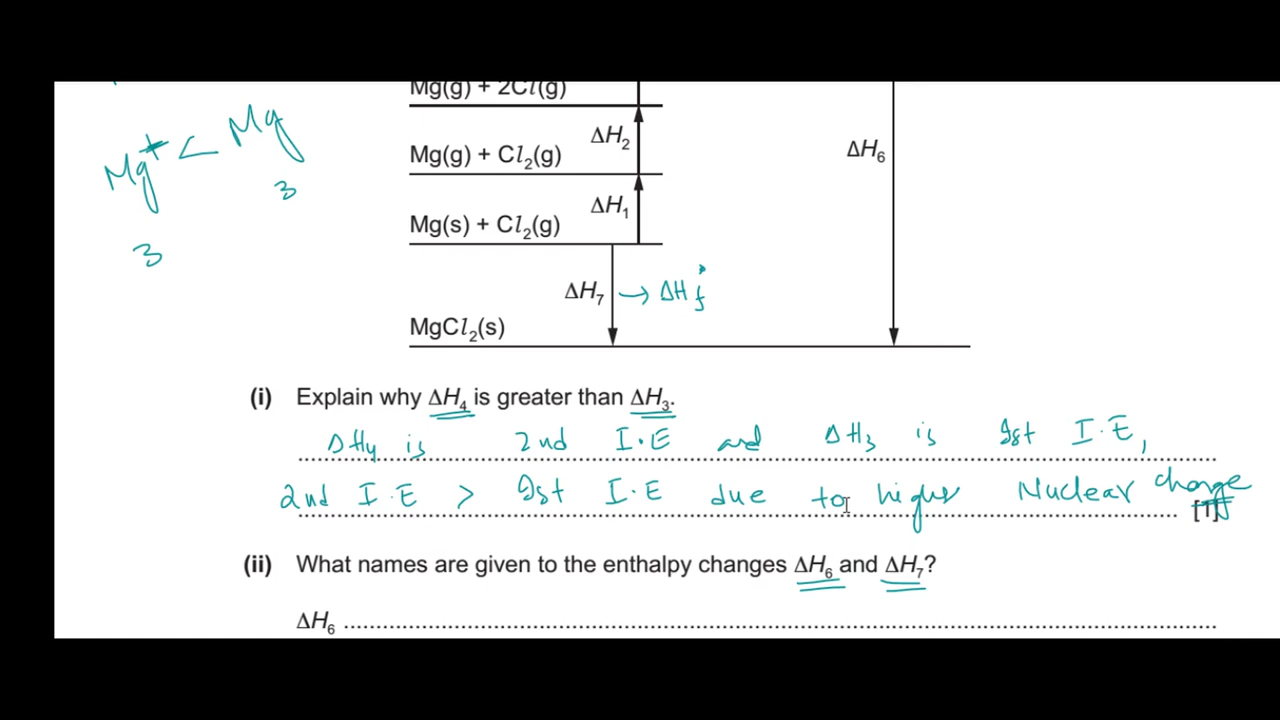 Mg(g) + 2Cl(g)
Mg⁺ < Mg
3
3
Mg(g) + Cl₂(g)
ΔH₂
ΔH₆
Mg(s) + Cl₂(g)
ΔH₁
ΔH₇ → ΔH°f
MgCl₂(s)
(i) Explain why ΔH₄ is greater than ΔH₃.
ΔH₄ is 2nd I.E and ΔH₃ is 1st I.E,
2nd I.E > 1st I.E due to higher Nuclear charge
[1]
(ii) What names are given to the enthalpy changes ΔH₆ and ΔH₇?
ΔH₆